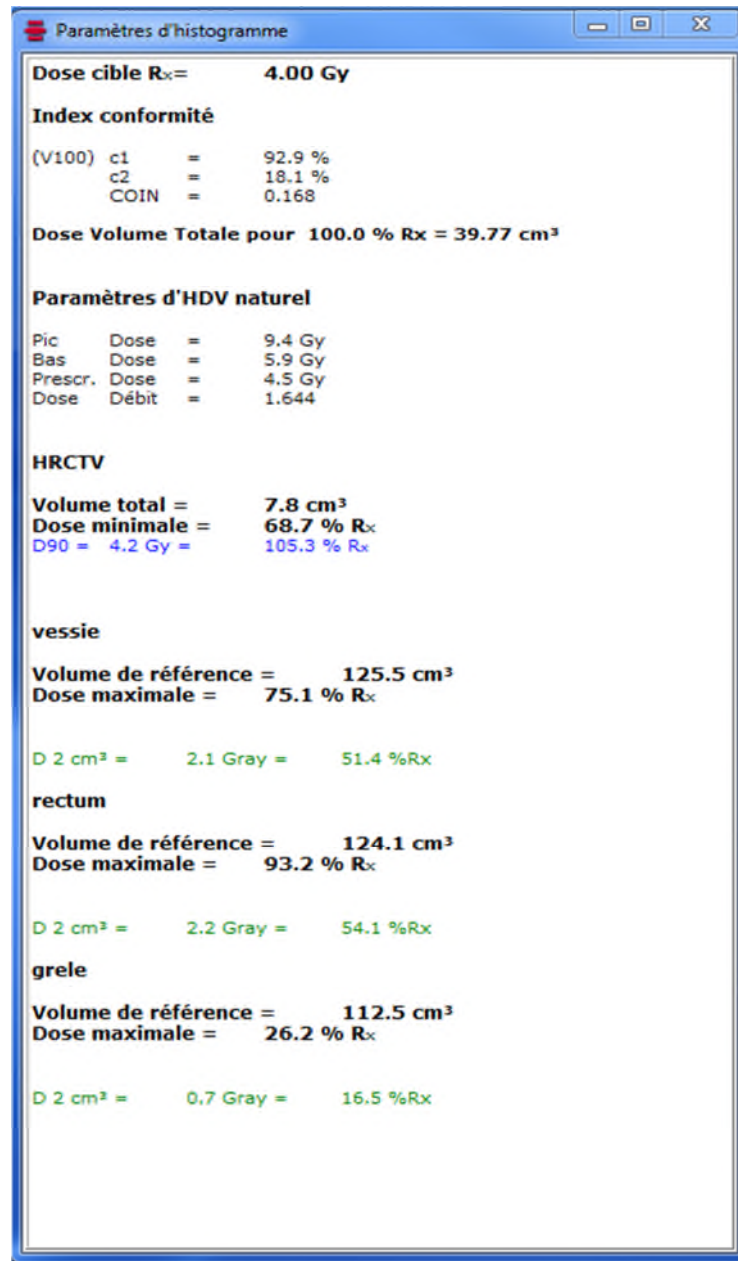 Paramètres d'histogramme
Dose cible Rx= 4.00 Gy
Index conformité
(V100) c1 = 92.9 %
c2 = 18.1 %
COIN = 0.168
Dose Volume Totale pour 100.0 % Rx = 39.77 cm³
Paramètres d'HDV naturel
Pic Dose = 9.4 Gy
Bas Dose = 5.9 Gy
Prescr. Dose = 4.5 Gy
Dose Débit = 1.644
HRCTV
Volume total = 7.8 cm³
Dose minimale = 68.7 % Rx
D90 = 4.2 Gy = 105.3 % Rx
vessie
Volume de référence = 125.5 cm³
Dose maximale = 75.1 % Rx
D 2 cm³ = 2.1 Gray = 51.4 %Rx
rectum
Volume de référence = 124.1 cm³
Dose maximale = 93.2 % Rx
D 2 cm³ = 2.2 Gray = 54.1 %Rx
grele
Volume de référence = 112.5 cm³
Dose maximale = 26.2 % Rx
D 2 cm³ = 0.7 Gray = 16.5 %Rx